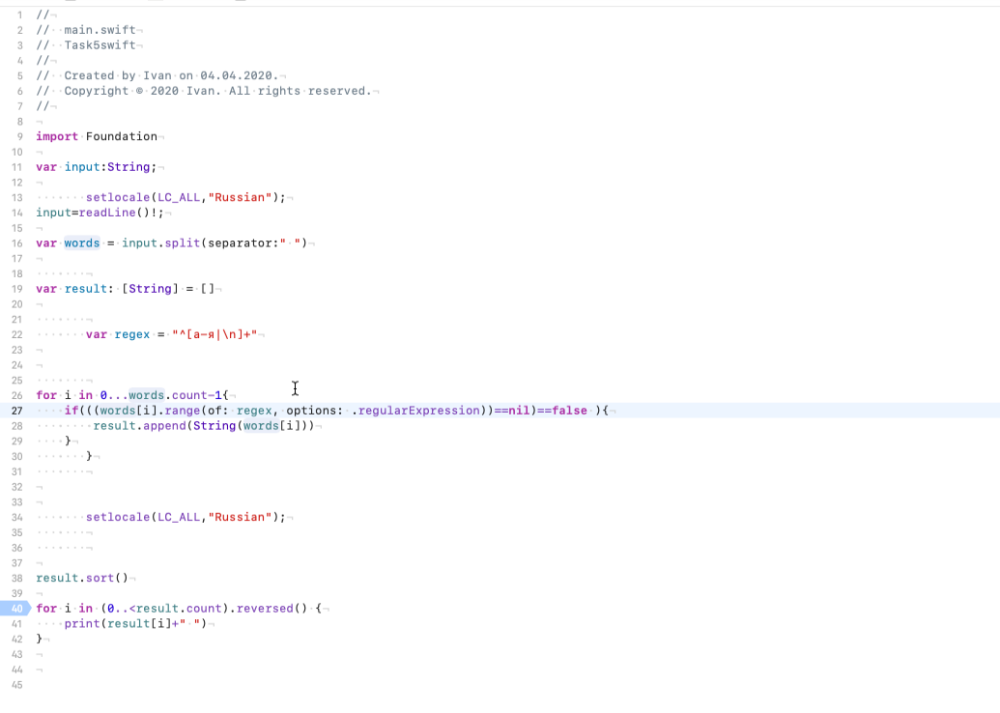 1 //
2 //  main.swift
3 //  Task5swift
4 //
5 //  Created by Ivan on 04.04.2020.
6 //  Copyright © 2020 Ivan. All rights reserved.
7 //
8
9 import Foundation
10
11 var input:String;
12
13        setlocale(LC_ALL,"Russian");
14 input=readLine()!;
15
16 var words = input.split(separator:" ")
17
18
19 var result: [String] = []
20
21
22        var regex = "^[а-я|\n]+"
23
24
25
26 for i in 0...words.count-1{
27     if(((words[i].range(of: regex, options: .regularExpression))==nil)==false ){
28         result.append(String(words[i]))
29     }
30        }
31
32
33
34        setlocale(LC_ALL,"Russian");
35
36
37
38 result.sort()
39
40 for i in (0..<result.count).reversed() {
41     print(result[i]+" ")
42 }
43
44
45